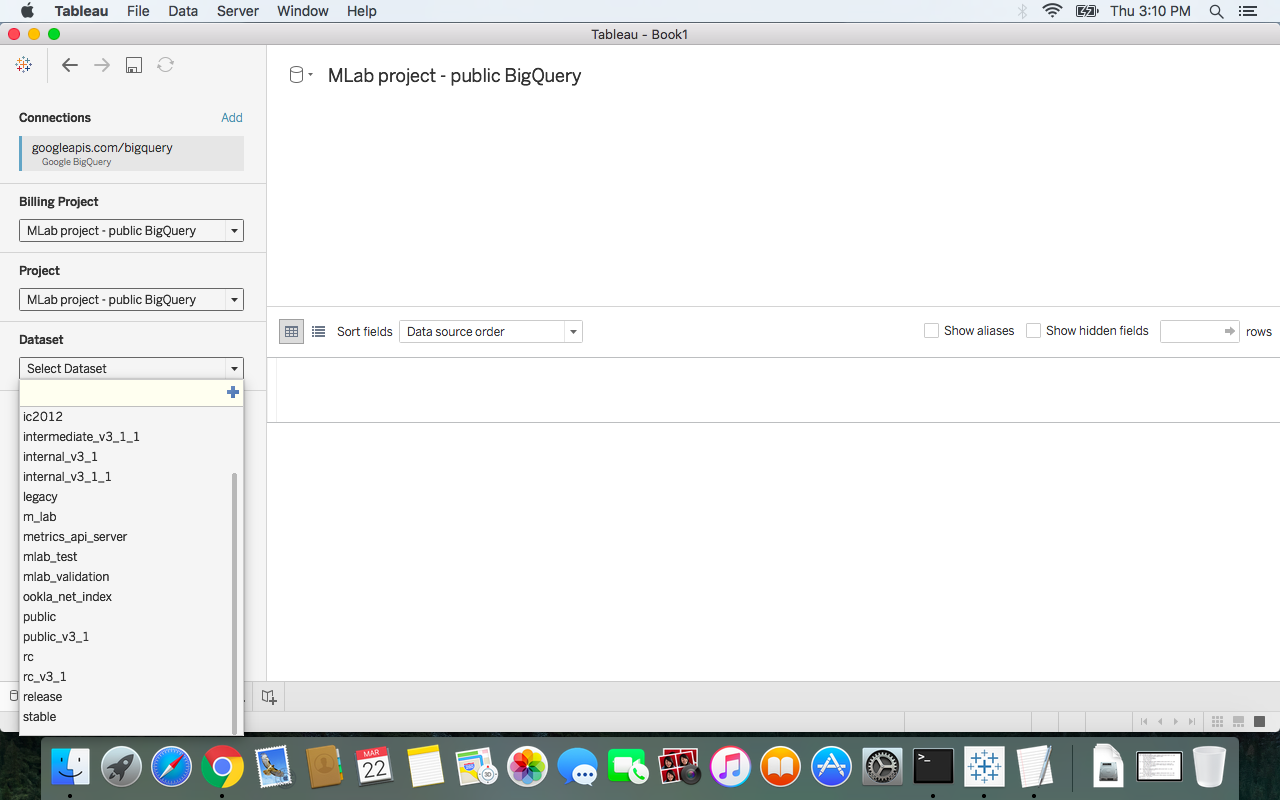 Tableau File Data Server Window Help Thu 3:10 PM
Tableau - Book1
Connections Add
googleapis.com/bigquery
Google BigQuery
Billing Project
MLab project - public BigQuery
Project
MLab project - public BigQuery
Dataset
Select Dataset
ic2012
intermediate_v3_1_1
internal_v3_1
internal_v3_1_1
legacy
m_lab
metrics_api_server
mlab_test
mlab_validation
ookla_net_index
public
public_v3_1
rc
rc_v3_1
release
stable
MLab project - public BigQuery
Sort fields Data source order Show aliases Show hidden fields rows
MAR
22